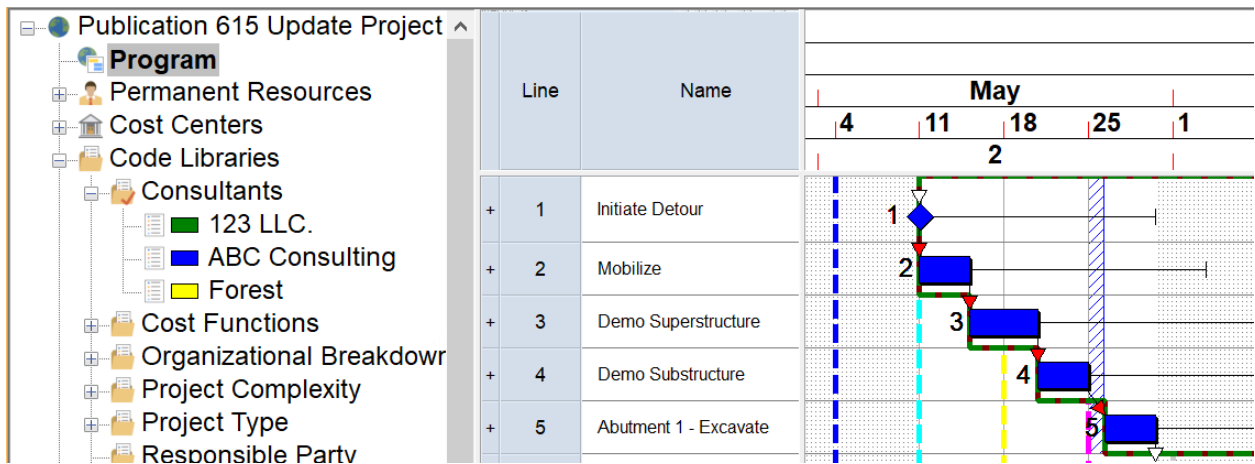 Publication 615 Update Project
Program
Permanent Resources
Cost Centers
Code Libraries
Consultants
123 LLC.
ABC Consulting
Forest
Cost Functions
Organizational Breakdowr
Project Complexity
Project Type
Responsible Party
Line Name
May
4 11 18 25 1
2
+ 1 Initiate Detour 1
+ 2 Mobilize 2
+ 3 Demo Superstructure 3
+ 4 Demo Substructure 4
+ 5 Abutment 1 - Excavate 5